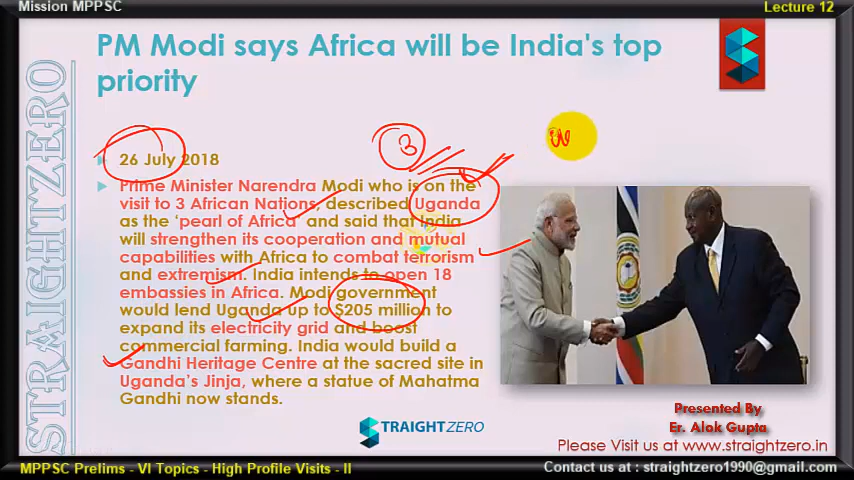 Mission MPPSC
Lecture 12
PM Modi says Africa will be India's top
priority
STRAIGHTZERO
26 July 2018
3
Prime Minister Narendra Modi who is on the
visit to 3 African Nations, described Uganda
as the ‘pearl of Africa’ and said that India
will strengthen its cooperation and mutual
capabilities with Africa to combat terrorism
and extremism. India intends to open 18
embassies in Africa. Modi government
would lend Uganda up to $205 million to
expand its electricity grid and boost
commercial farming. India would build a
Gandhi Heritage Centre at the sacred site in
Uganda's Jinja, where a statue of Mahatma
Gandhi now stands.
STRAIGHTZERO
Presented By
Er. Alok Gupta
Please Visit us at www.straightzero.in
MPPSC Prelims - VI Topics - High Profile Visits - II
Contact us at : straightzero1990@gmail.com